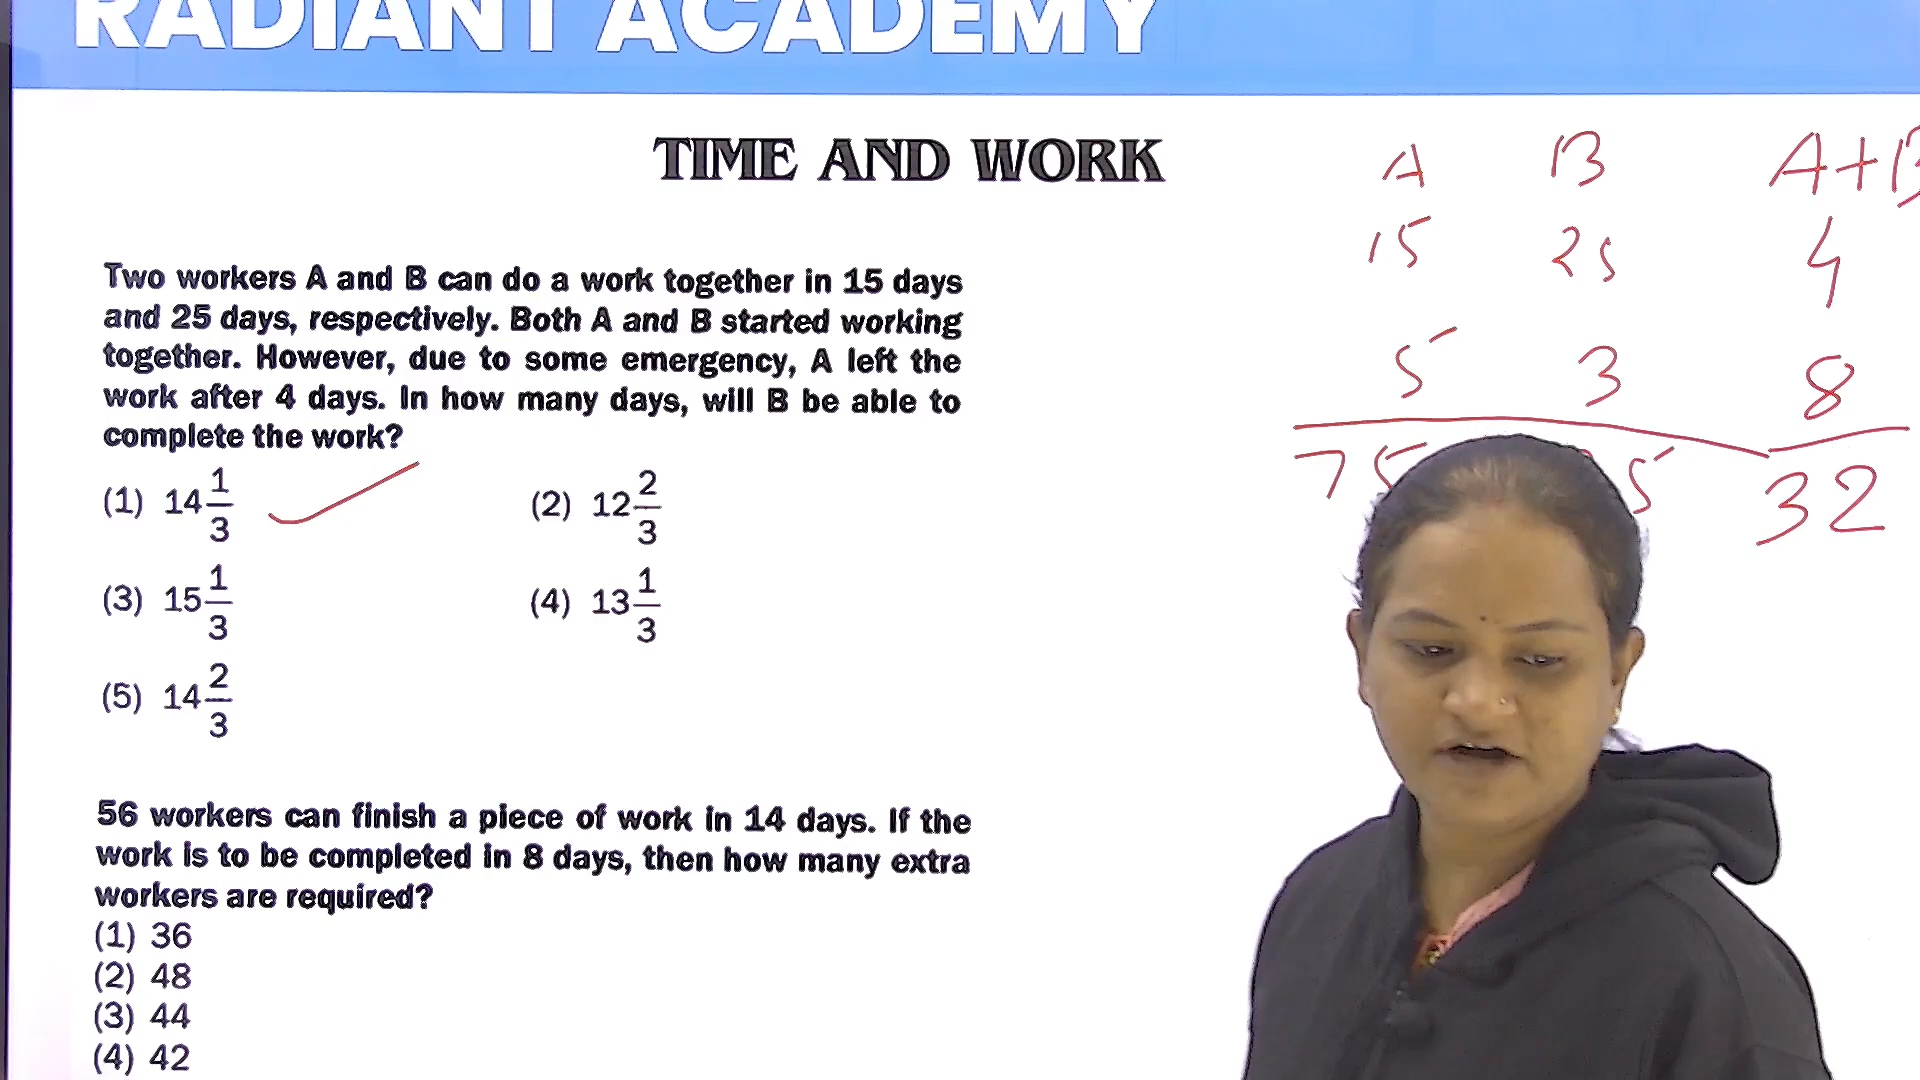 RADIANT ACADEMY
TIME AND WORK
A B A+B
15 25 4
5 3 8
75 5 32
Two workers A and B can do a work together in 15 days
and 25 days, respectively. Both A and B started working
together. However, due to some emergency, A left the
work after 4 days. In how many days, will B be able to
complete the work?
(1) 14 1/3 (2) 12 2/3
(3) 15 1/3 (4) 13 1/3
(5) 14 2/3
56 workers can finish a piece of work in 14 days. If the
work is to be completed in 8 days, then how many extra
workers are required?
(1) 36
(2) 48
(3) 44
(4) 42